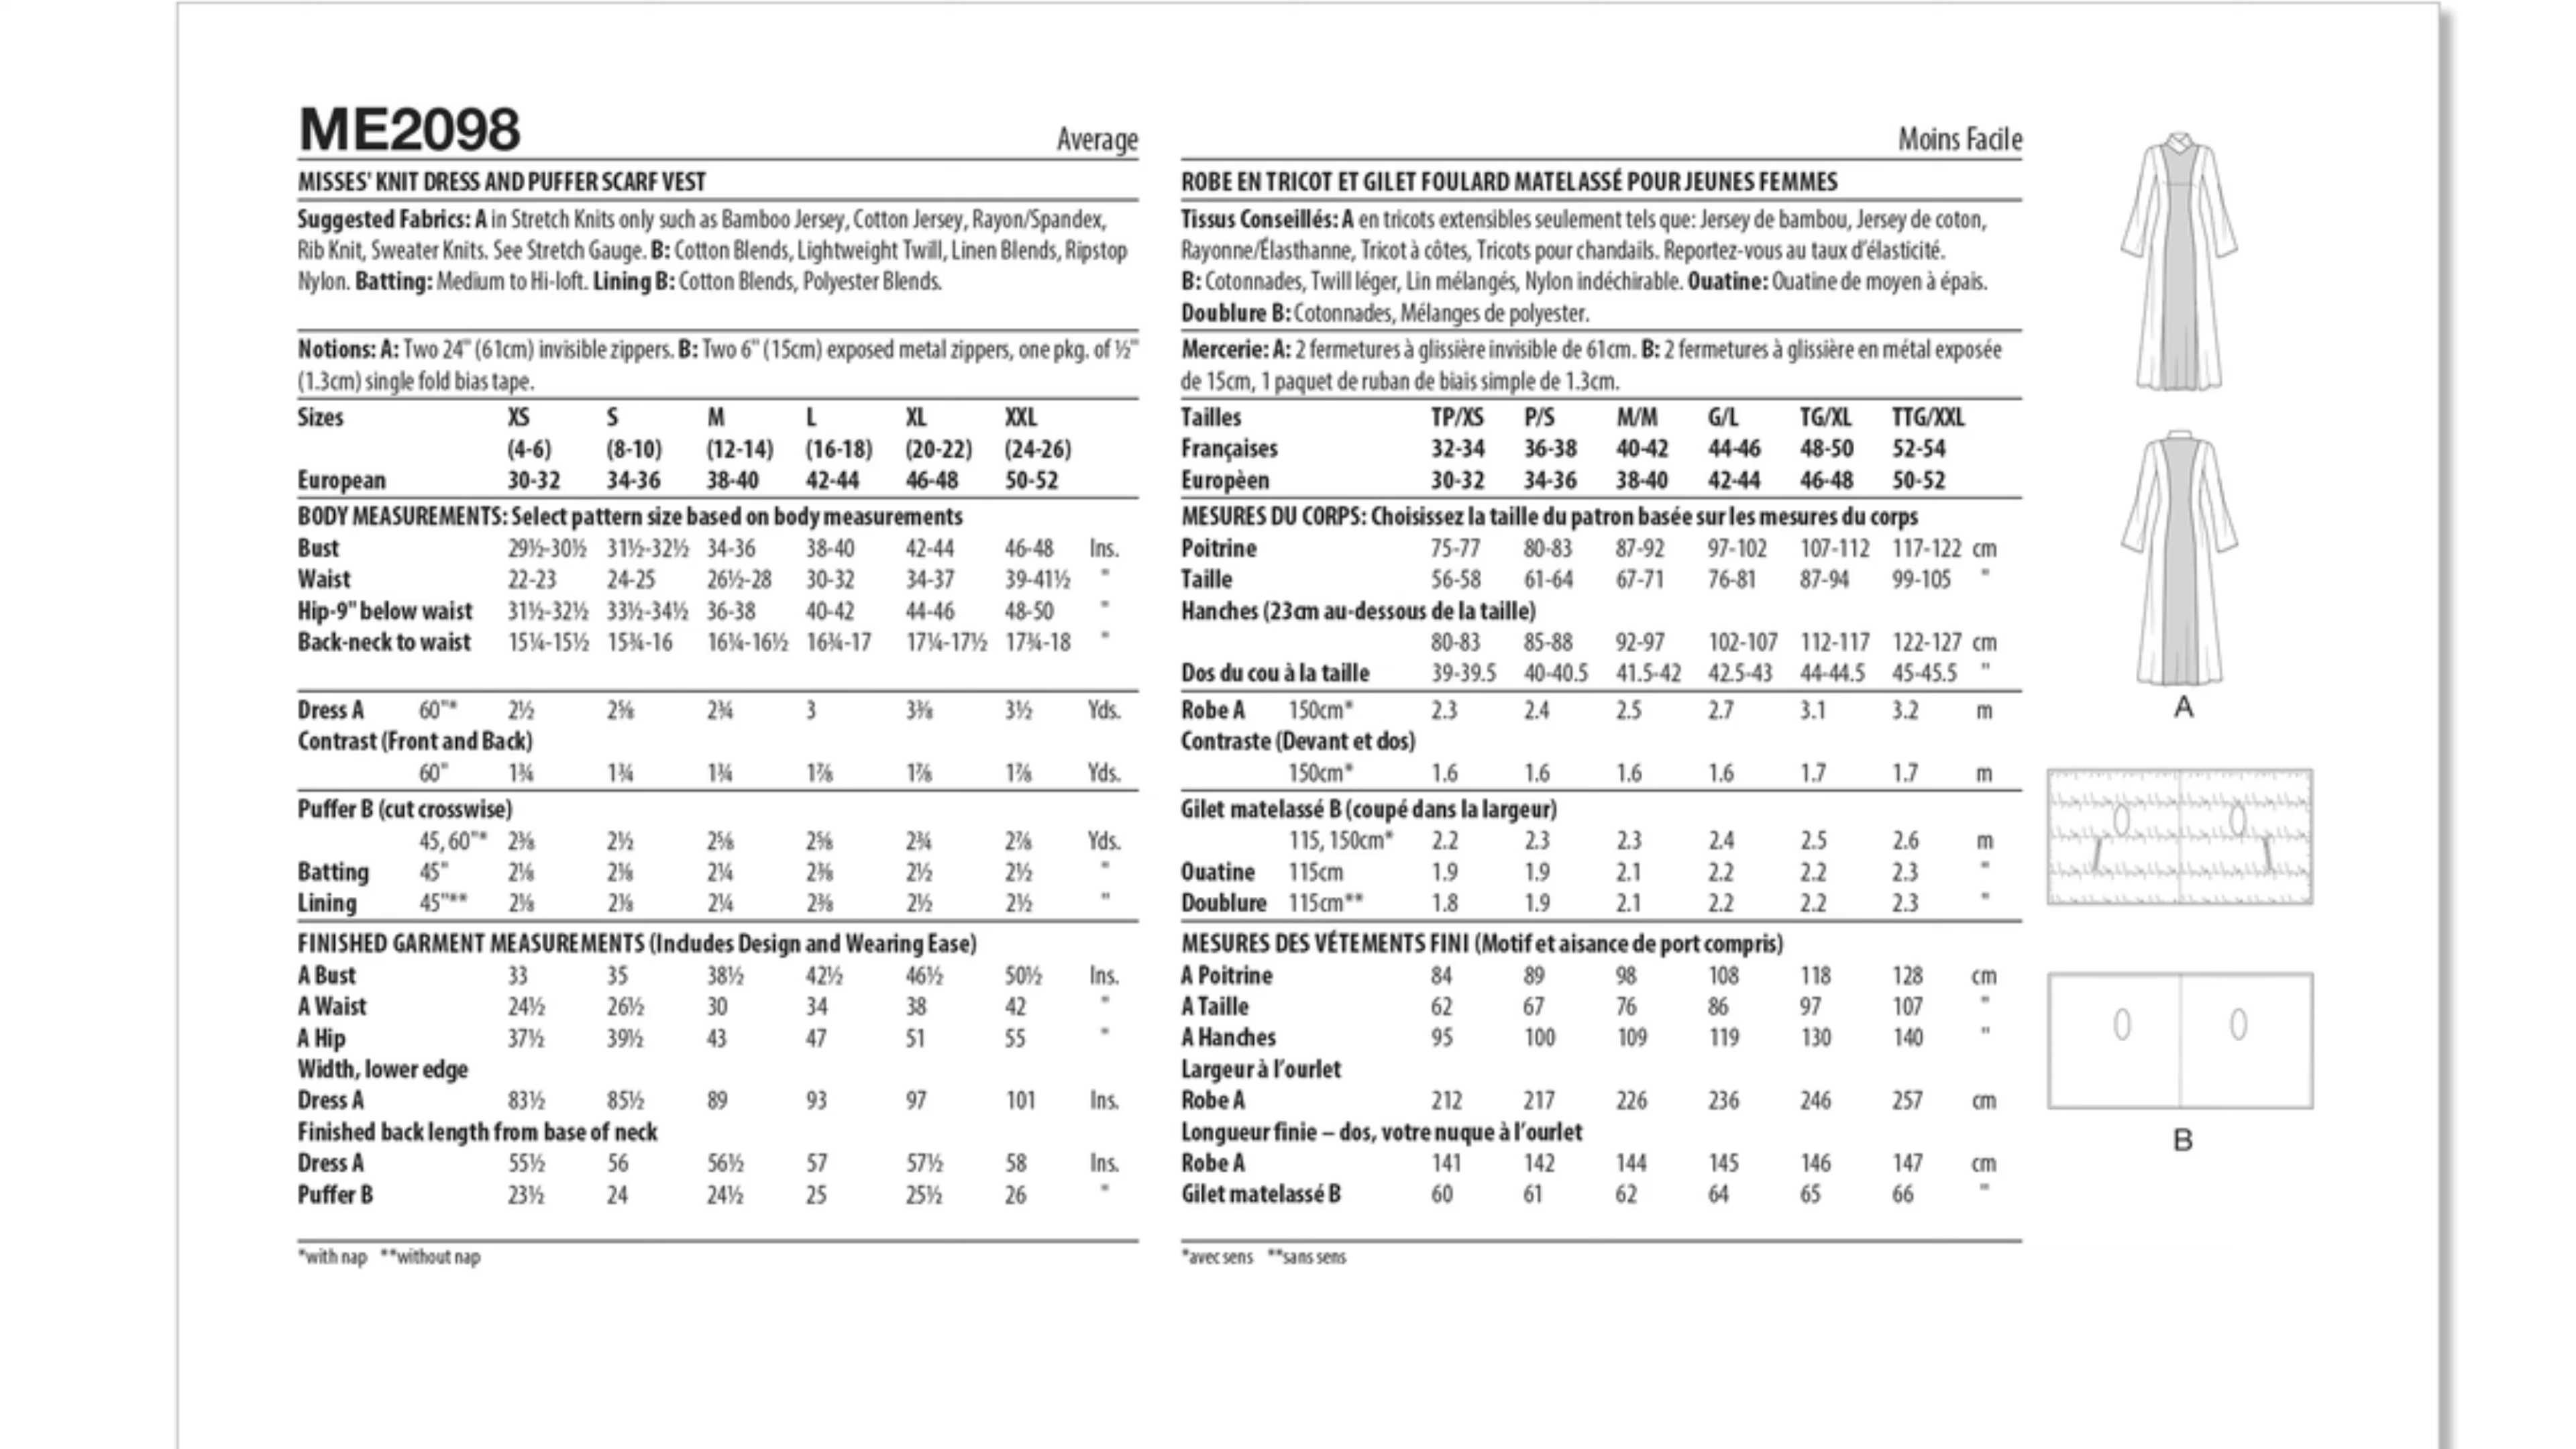 ME2098
Average
MISSES' KNIT DRESS AND PUFFER SCARF VEST
Suggested Fabrics: A in Stretch Knits only such as Bamboo Jersey, Cotton Jersey, Rayon/Spandex,
Rib Knit, Sweater Knits. See Stretch Gauge. B: Cotton Blends, Lightweight Twill, Linen Blends, Ripstop
Nylon. Batting: Medium to Hi-loft. Lining B: Cotton Blends, Polyester Blends.
Notions: A: Two 24" (61cm) invisible zippers. B: Two 6" (15cm) exposed metal zippers, one pkg. of ½"
(1.3cm) single fold bias tape.
Sizes XS S M L XL XXL
(4-6) (8-10) (12-14) (16-18) (20-22) (24-26)
European 30-32 34-36 38-40 42-44 46-48 50-52
BODY MEASUREMENTS: Select pattern size based on body measurements
Bust 29½-30½ 31½-32½ 34-36 38-40 42-44 46-48 Ins.
Waist 22-23 24-25 26½-28 30-32 34-37 39-41½ "
Hip-9" below waist 31½-32½ 33½-34½ 36-38 40-42 44-46 48-50 "
Back-neck to waist 15¼-15½ 15¾-16 16¼-16½ 16¾-17 17¼-17½ 17¾-18 "
Dress A 60"* 2½ 2⅝ 2¾ 3 3⅜ 3½ Yds.
Contrast (Front and Back)
60" 1¾ 1¾ 1¾ 1⅞ 1⅞ 1⅞ Yds.
Puffer B (cut crosswise)
45, 60"* 2⅜ 2½ 2⅝ 2⅝ 2¾ 2⅞ Yds.
Batting 45" 2⅛ 2⅛ 2¼ 2⅜ 2½ 2½ "
Lining 45"** 2⅛ 2⅛ 2¼ 2⅜ 2½ 2½ "
FINISHED GARMENT MEASUREMENTS (Includes Design and Wearing Ease)
A Bust 33 35 38½ 42½ 46½ 50½ Ins.
A Waist 24½ 26½ 30 34 38 42 "
A Hip 37½ 39½ 43 47 51 55 "
Width, lower edge
Dress A 83½ 85½ 89 93 97 101 Ins.
Finished back length from base of neck
Dress A 55½ 56 56½ 57 57½ 58 Ins.
Puffer B 23½ 24 24½ 25 25½ 26 "
*with nap **without nap
Moins Facile
ROBE EN TRICOT ET GILET FOULARD MATELASSÉ POUR JEUNES FEMMES
Tissus Conseillés: A en tricots extensibles seulement tels que: Jersey de bambou, Jersey de coton,
Rayonne/Élasthanne, Tricot à côtes, Tricots pour chandails. Reportez-vous au taux d'élasticité.
B: Cotonnades, Twill léger, Lin mélangés, Nylon indéchirable. Ouatine: Ouatine de moyen à épais.
Doublure B: Cotonnades, Mélanges de polyester.
Mercerie: A: 2 fermetures à glissière invisible de 61cm. B: 2 fermetures à glissière en métal exposée
de 15cm, 1 paquet de ruban de biais simple de 1.3cm.
Tailles TP/XS P/S M/M G/L TG/XL TTG/XXL
Françaises 32-34 36-38 40-42 44-46 48-50 52-54
Europèen 30-32 34-36 38-40 42-44 46-48 50-52
MESURES DU CORPS: Choisissez la taille du patron basée sur les mesures du corps
Poitrine 75-77 80-83 87-92 97-102 107-112 117-122 cm
Taille 56-58 61-64 67-71 76-81 87-94 99-105 "
Hanches (23cm au-dessous de la taille)
80-83 85-88 92-97 102-107 112-117 122-127 cm
Dos du cou à la taille 39-39.5 40-40.5 41.5-42 42.5-43 44-44.5 45-45.5 "
Robe A 150cm* 2.3 2.4 2.5 2.7 3.1 3.2 m
Contraste (Devant et dos)
150cm* 1.6 1.6 1.6 1.6 1.7 1.7 m
Gilet matelassé B (coupé dans la largeur)
115, 150cm* 2.2 2.3 2.3 2.4 2.5 2.6 m
Ouatine 115cm 1.9 1.9 2.1 2.2 2.2 2.3 "
Doublure 115cm** 1.8 1.9 2.1 2.2 2.2 2.3 "
MESURES DES VÉTEMENTS FINI (Motif et aisance de port compris)
A Poitrine 84 89 98 108 118 128 cm
A Taille 62 67 76 86 97 107 "
A Hanches 95 100 109 119 130 140 "
Largeur à l'ourlet
Robe A 212 217 226 236 246 257 cm
Longueur finie – dos, votre nuque à l'ourlet
Robe A 141 142 144 145 146 147 cm
Gilet matelassé B 60 61 62 64 65 66 "
*avec sens **sans sens
A
B